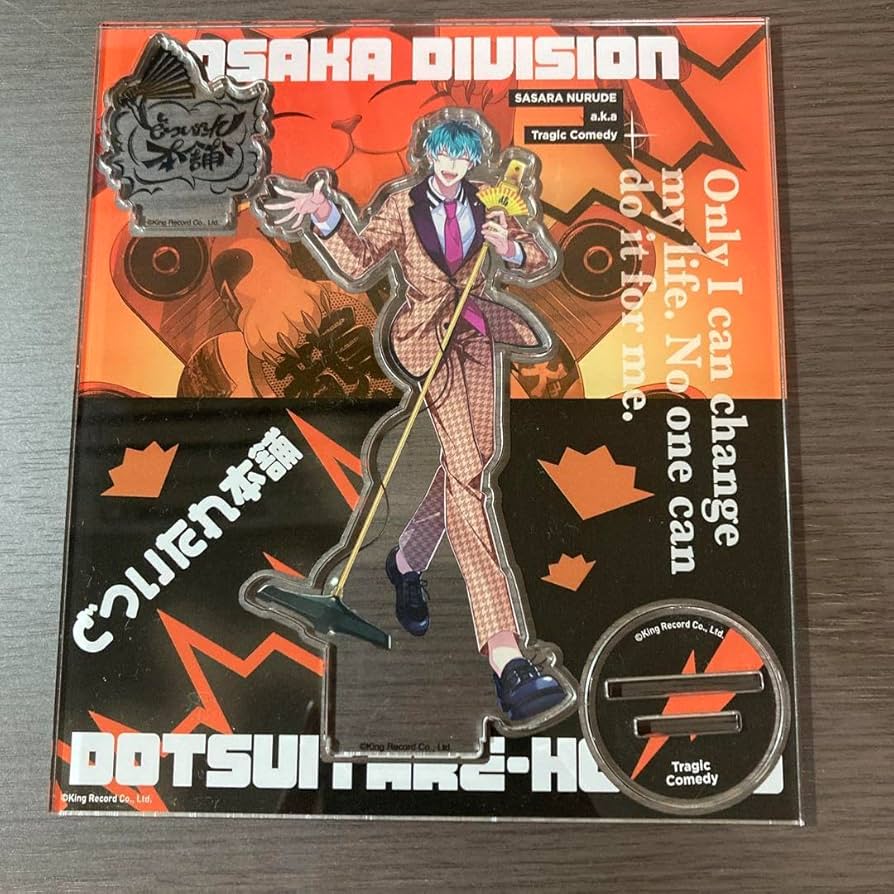 OSAKA DIVISION
SASARA NURUDE
a.k.a
Tragic Comedy
どついたれ
本舗
©King Record Co., Ltd.
Only I can change
my life. No one can
do it for me.
どついたれ本舗
©King Record Co., Ltd.
Tragic
Comedy
©King Record Co., Ltd.
DOTSUITARE-HO
©King Record Co., Ltd.